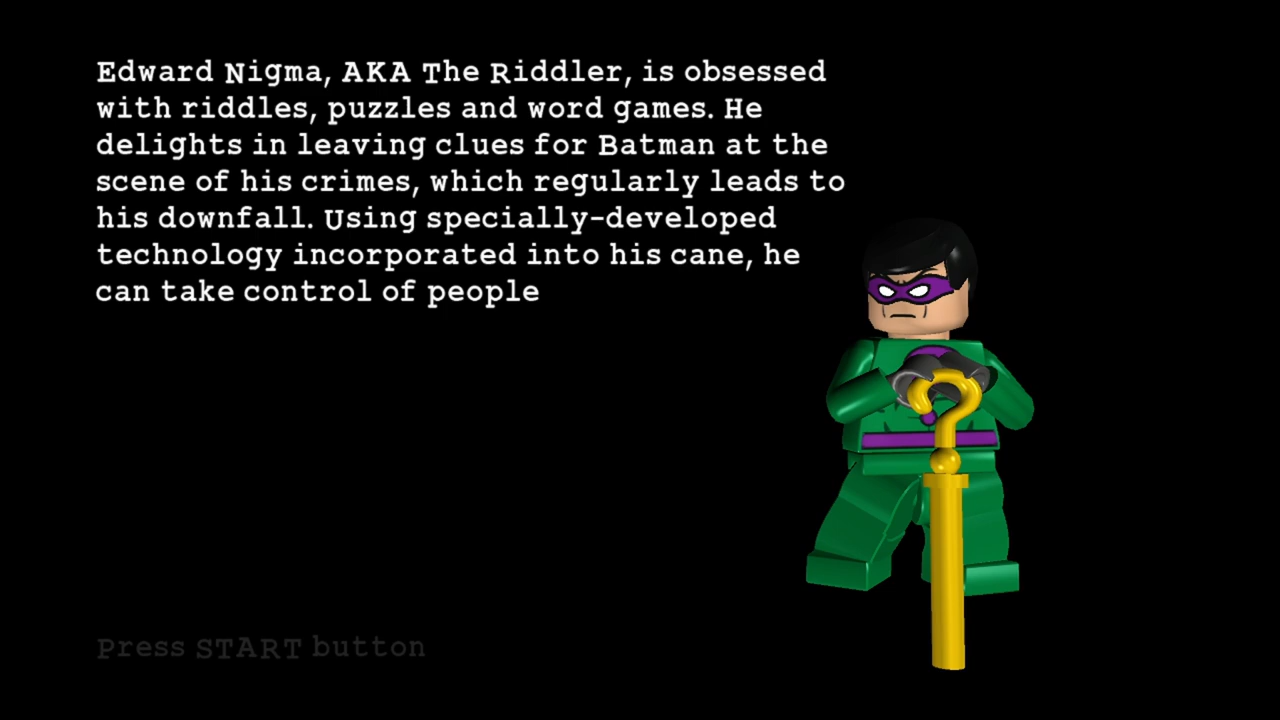 Edward Nigma, AKA The Riddler, is obsessed
with riddles, puzzles and word games. He
delights in leaving clues for Batman at the
scene of his crimes, which regularly leads to
his downfall. Using specially-developed
technology incorporated into his cane, he
can take control of people
Press START button